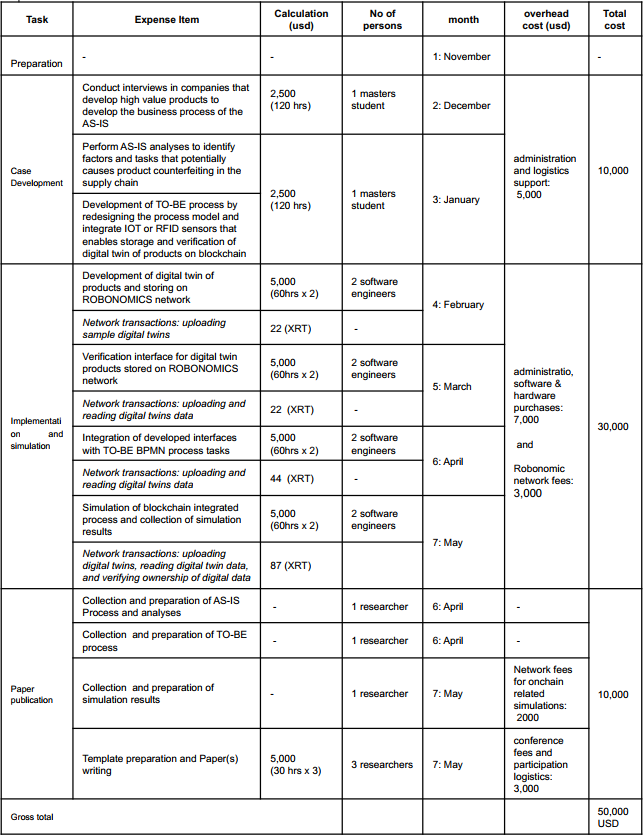 Task
Expense Item
Calculation
(usd)
No of
persons
month
overhead
cost (usd)
Total
cost
Preparation
-
-
1: November
-
Case
Development
Conduct interviews in companies that
develop high value products to
develop the business process of the
AS-IS
2,500
(120 hrs)
1 masters
student
2: December
administration
and logistics
support:
5,000
10,000
Perform AS-IS analyses to identify
factors and tasks that potentially
causes product counterfeiting in the
supply chain
2,500
(120 hrs)
1 masters
student
3: January
Development of TO-BE process by
redesigning the process model and
integrate IOT or RFID sensors that
enables storage and verification of
digital twin of products on blockchain
Implementati
on and
simulation
Development of digital twin of
products and storing on
ROBONOMICS network
5,000
(60hrs x 2)
2 software
engineers
4: February
administratio,
software &
hardware
purchases:
7,000
and
Robonomic
network fees:
3,000
30,000
Network transactions: uploading
sample digital twins
22 (XRT)
-
Verification interface for digital twin
products stored on ROBONOMICS
network
5,000
(60hrs x 2)
2 software
engineers
5: March
Network transactions: uploading and
reading digital twins data
22 (XRT)
-
Integration of developed interfaces
with TO-BE BPMN process tasks
5,000
(60hrs x 2)
2 software
engineers
6: April
Network transactions: uploading and
reading digital twins data
44 (XRT)
-
Simulation of blockchain integrated
process and collection of simulation
results
5,000
(60hrs x 2)
2 software
engineers
7: May
Network transactions: uploading
digital twins, reading digital twin data,
and verifying ownership of digital data
87 (XRT)
Paper
publication
Collection and preparation of AS-IS
Process and analyses
-
1 researcher
6: April
-
10,000
Collection and preparation of TO-BE
process
-
1 researcher
6: April
-
Collection and preparation of
simulation results
-
1 researcher
7: May
Network fees
for onchain
related
simulations:
2000
Template preparation and Paper(s)
writing
5,000
(30 hrs x 3)
3 researchers
7: May
conference
fees and
participation
logistics:
3,000
Gross total
50,000
USD